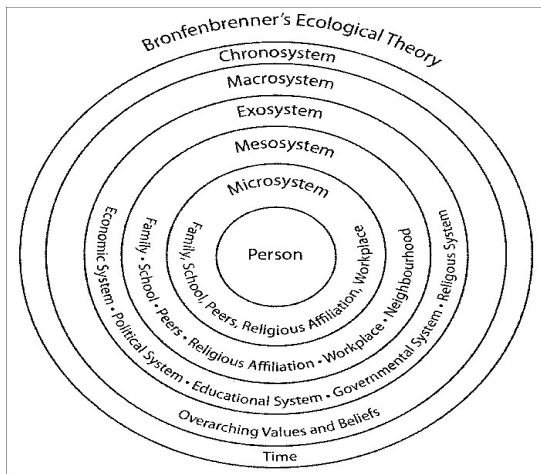 Bronfenbrenner's Ecological Theory
Chronosystem
Macrosystem
Exosystem
Mesosystem
Microsystem
Person
Family, School, Peers, Religious Affiliation, Workplace
Family • School • Peers • Religious Affiliation • Workplace • Neighbourhood
Economic System • Political System • Educational System • Governmental System • Religous System
Overarching Values and Beliefs
Time